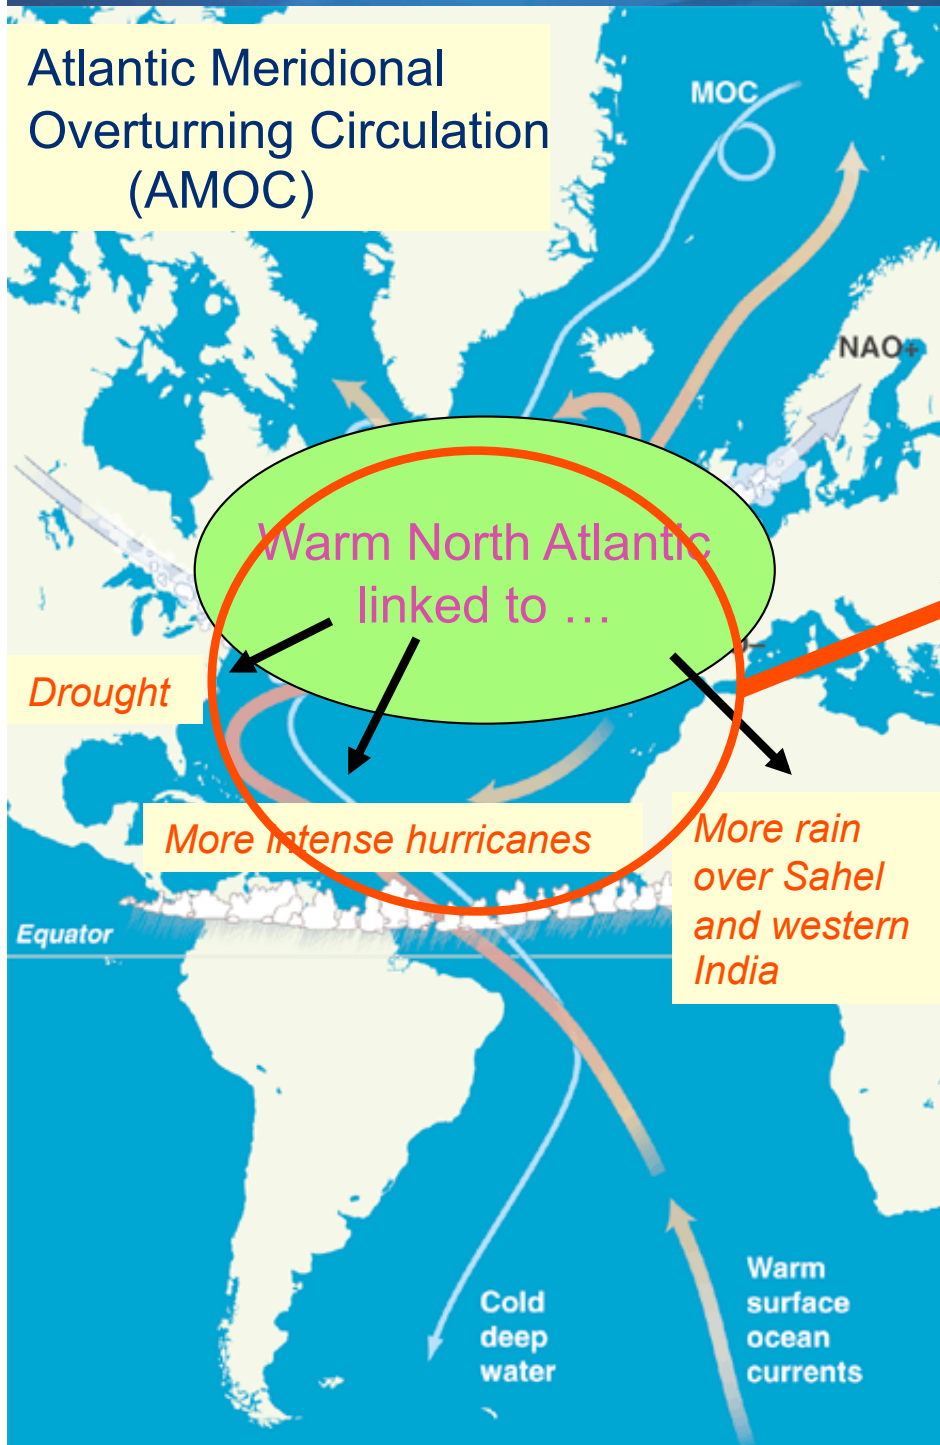 Atlantic Meridional
Overturning Circulation
(AMOC)
MOC
NAO+
Warm North Atlantic
linked to …
Drought
More intense hurricanes
More rain
over Sahel
and western
India
Equator
Cold
deep
water
Warm
surface
ocean
currents